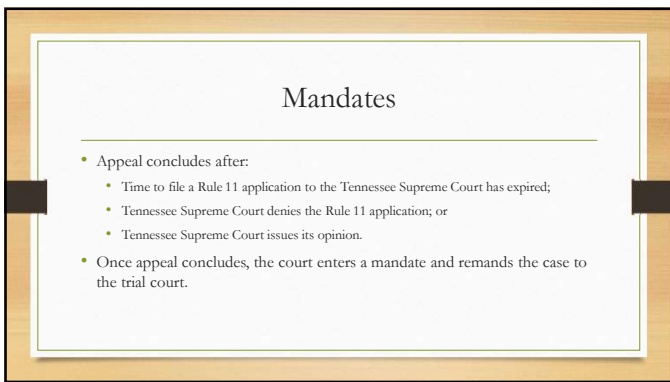 Mandates
• Appeal concludes after:
• Time to file a Rule 11 application to the Tennessee Supreme Court has expired;
• Tennessee Supreme Court denies the Rule 11 application; or
• Tennessee Supreme Court issues its opinion.
• Once appeal concludes, the court enters a mandate and remands the case to
the trial court.